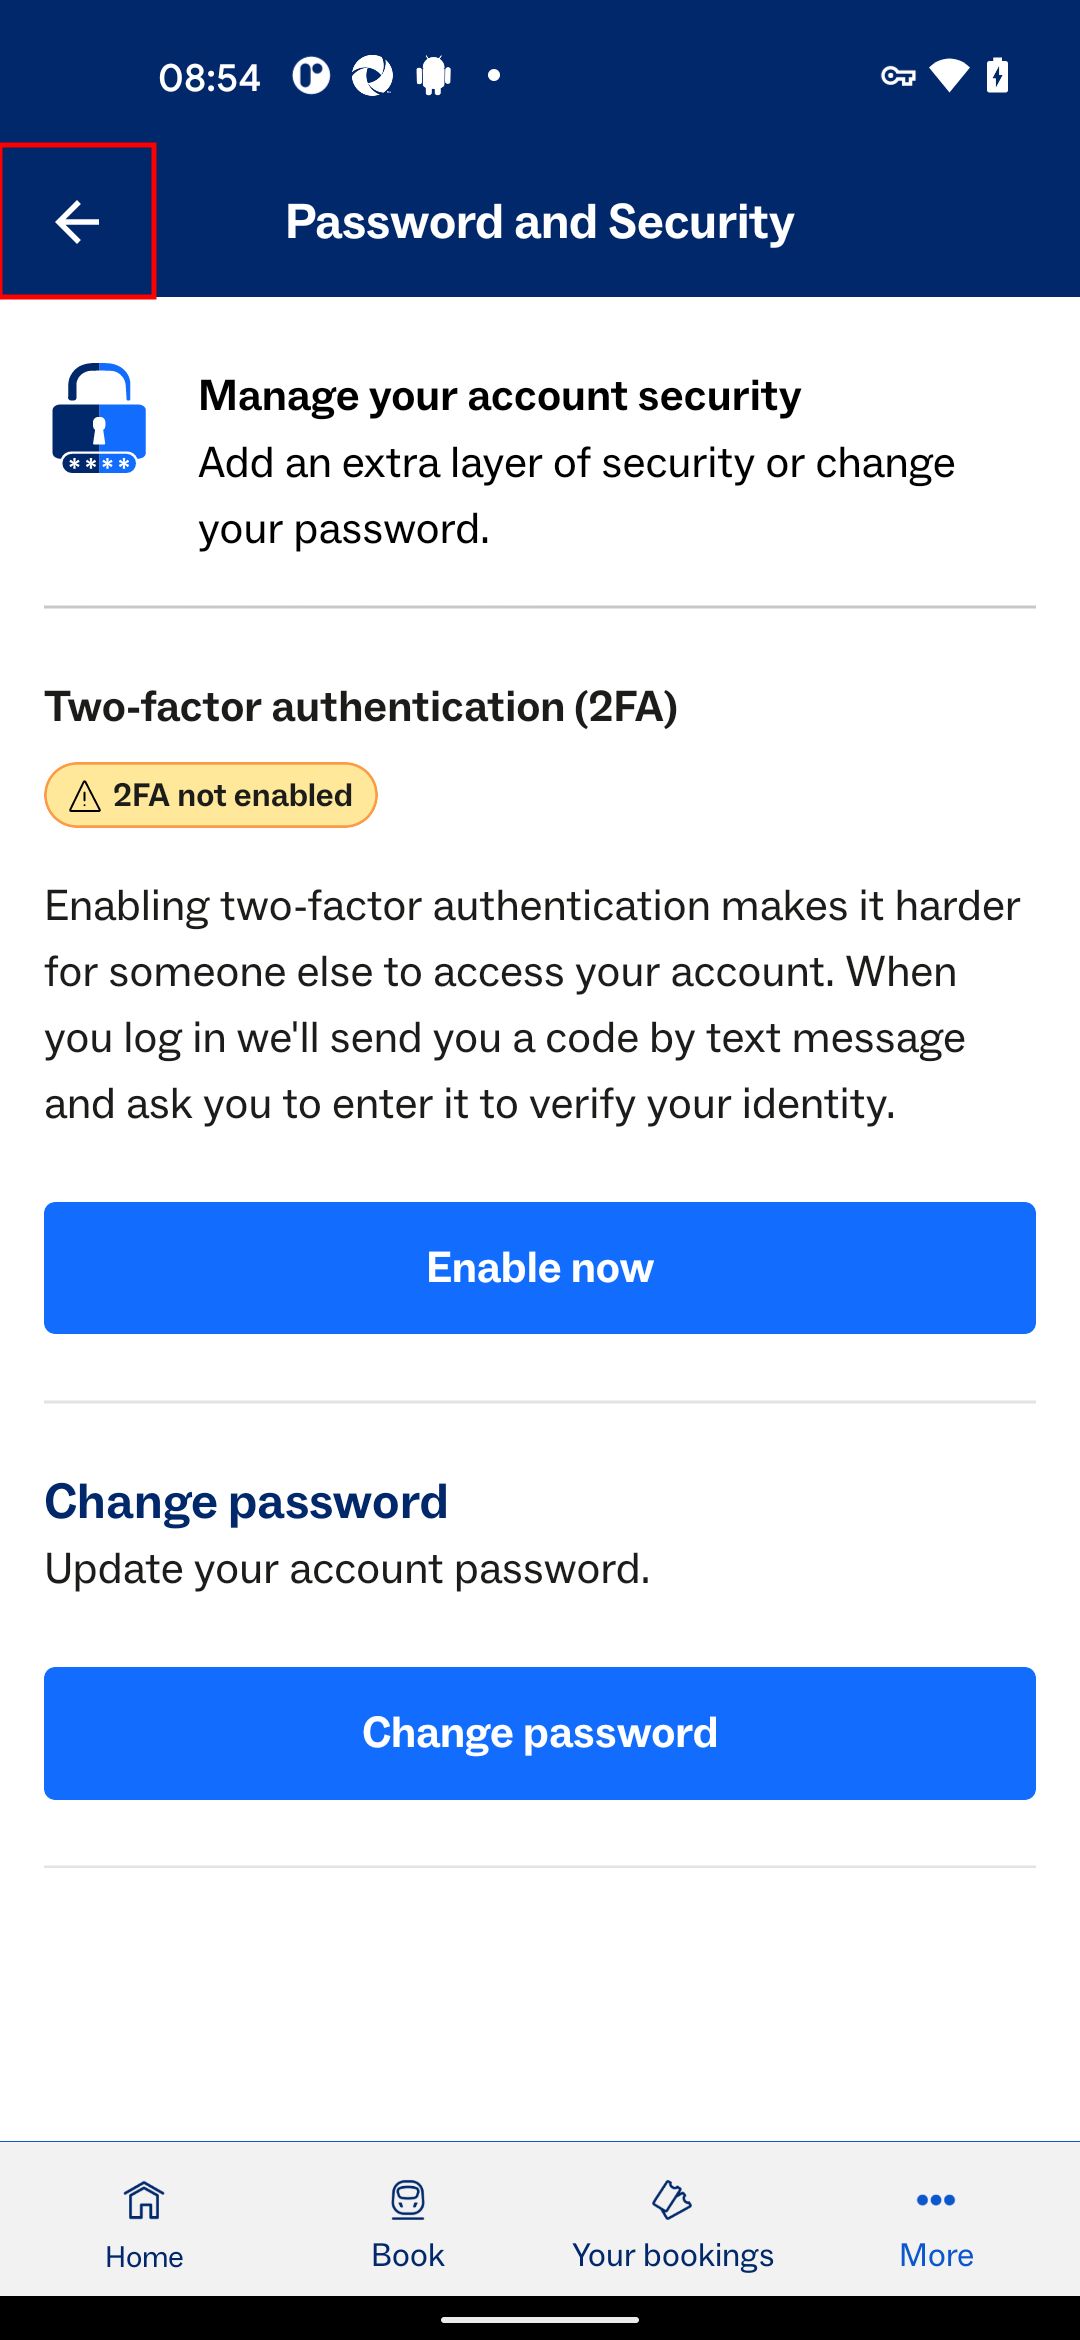 08:54
Password and Security
Manage your account security
Add an extra layer of security or change
your password.
Two-factor authentication (2FA)
2FA not enabled
Enabling two-factor authentication makes it harder
for someone else to access your account. When
you log in we'll send you a code by text message
and ask you to enter it to verify your identity.
Enable now
Change password
Update your account password.
Change password
Home
Book
Your bookings
More